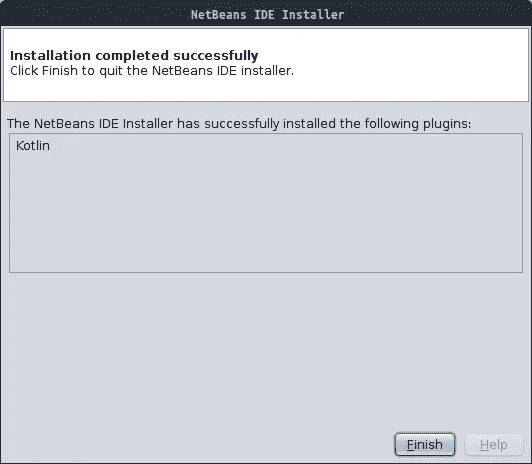 NetBeans IDE Installer
Installation completed successfully
Click Finish to quit the NetBeans IDE installer.
The NetBeans IDE Installer has successfully installed the following plugins:
Kotlin
Finish
Help